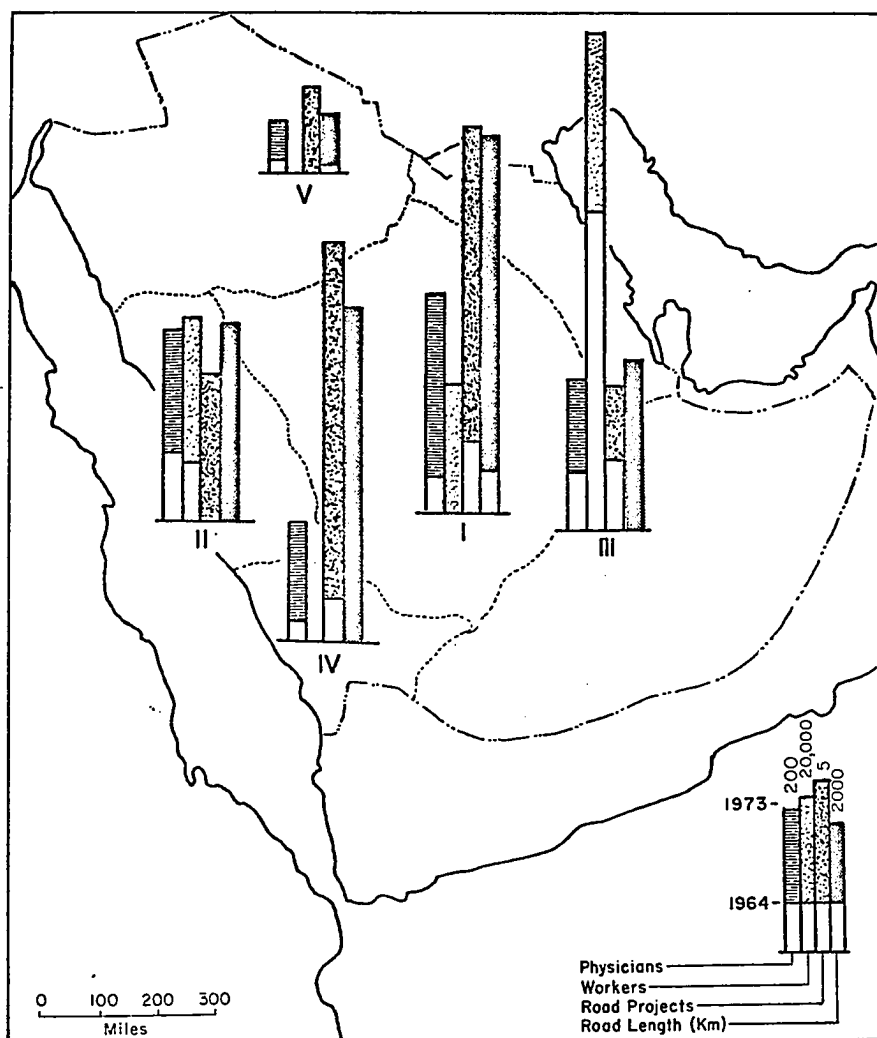 V
II
I
III
IV
200
20,000
5
2000
1973-
1964-
Physicians
Workers
Road Projects
Road Length (Km)
0 100 200 300
Miles